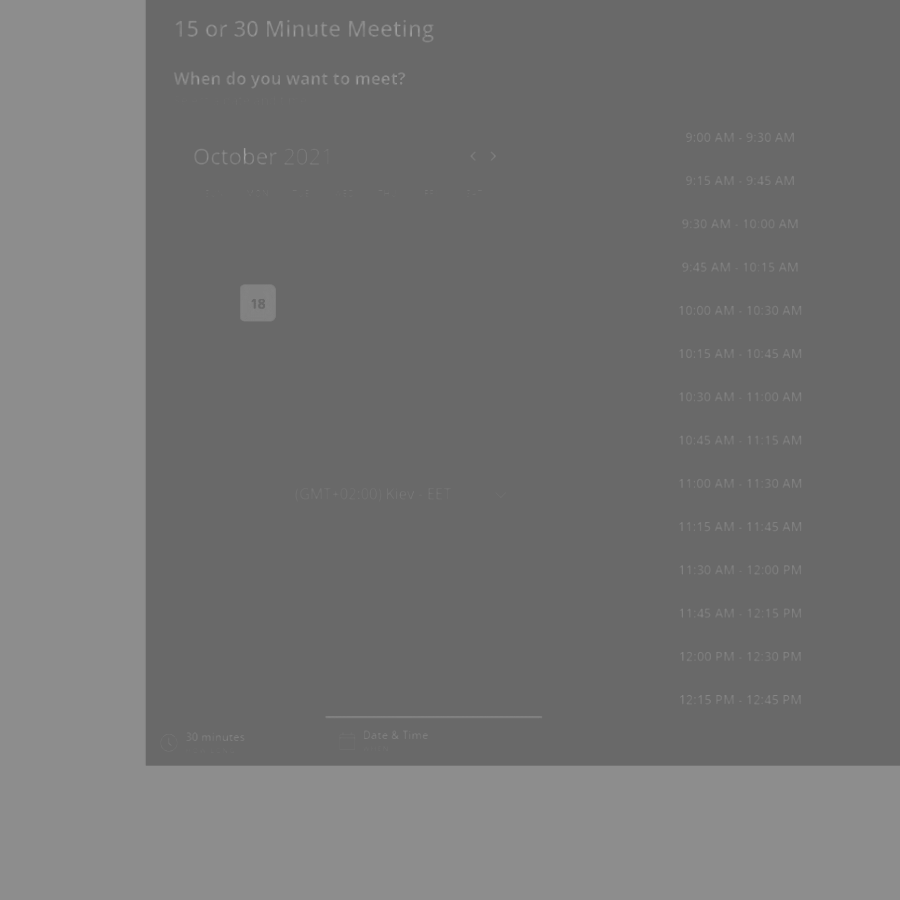 15 or 30 Minute Meeting
When do you want to meet?
October 2021
18
(GMT+02:00) Kiev - EET
9:00 AM - 9:30 AM
9:15 AM - 9:45 AM
9:30 AM - 10:00 AM
9:45 AM - 10:15 AM
10:00 AM - 10:30 AM
10:15 AM - 10:45 AM
10:30 AM - 11:00 AM
10:45 AM - 11:15 AM
11:00 AM - 11:30 AM
11:15 AM - 11:45 AM
11:30 AM - 12:00 PM
11:45 AM - 12:15 PM
12:00 PM - 12:30 PM
12:15 PM - 12:45 PM
30 minutes
Date & Time